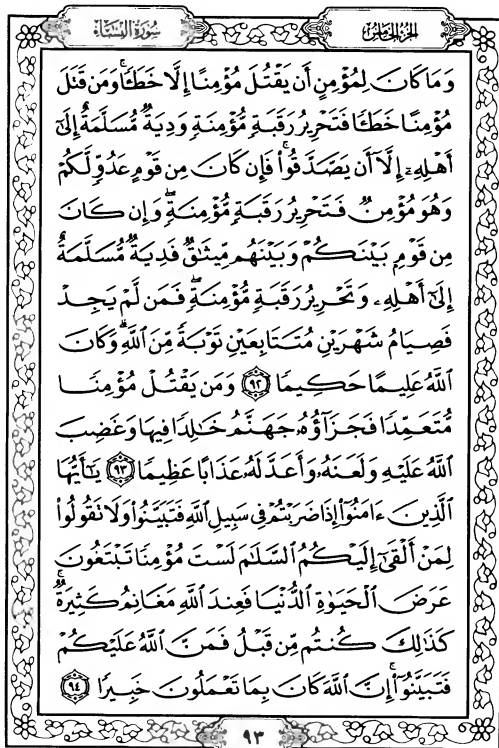 الجزء الخامس
سورة النساء
وَمَا كَانَ لِمُؤْمِنٍ أَن يَقْتُلَ مُؤْمِنًا إِلَّا خَطَـًٔا ۚ وَمَن قَتَلَ
مُؤْمِنًا خَطَـًٔا فَتَحْرِيرُ رَقَبَةٍ مُّؤْمِنَةٍ وَدِيَةٌ مُّسَلَّمَةٌ إِلَىٰٓ
أَهْلِهِۦٓ إِلَّآ أَن يَصَّدَّقُوا۟ ۚ فَإِن كَانَ مِن قَوْمٍ عَدُوٍّ لَّكُمْ
وَهُوَ مُؤْمِنٌ فَتَحْرِيرُ رَقَبَةٍ مُّؤْمِنَةٍ ۖ وَإِن كَانَ
مِن قَوْمٍۭ بَيْنَكُمْ وَبَيْنَهُم مِّيثَـٰقٌ فَدِيَةٌ مُّسَلَّمَةٌ
إِلَىٰٓ أَهْلِهِۦ وَتَحْرِيرُ رَقَبَةٍ مُّؤْمِنَةٍ ۖ فَمَن لَّمْ يَجِدْ
فَصِيَامُ شَهْرَيْنِ مُتَتَابِعَيْنِ تَوْبَةً مِّنَ ٱللَّهِ ۗ وَكَانَ
ٱللَّهُ عَلِيمًا حَكِيمًا ٩٢ وَمَن يَقْتُلْ مُؤْمِنًا
مُّتَعَمِّدًا فَجَزَآؤُهُۥ جَهَنَّمُ خَـٰلِدًا فِيهَا وَغَضِبَ
ٱللَّهُ عَلَيْهِ وَلَعَنَهُۥ وَأَعَدَّ لَهُۥ عَذَابًا عَظِيمًا ٩٣ يَـٰٓأَيُّهَا
ٱلَّذِينَ ءَامَنُوٓا۟ إِذَا ضَرَبْتُمْ فِى سَبِيلِ ٱللَّهِ فَتَبَيَّنُوا۟ وَلَا تَقُولُوا۟
لِمَنْ أَلْقَىٰٓ إِلَيْكُمُ ٱلسَّلَـٰمَ لَسْتَ مُؤْمِنًا تَبْتَغُونَ
عَرَضَ ٱلْحَيَوٰةِ ٱلدُّنْيَا فَعِندَ ٱللَّهِ مَغَانِمُ كَثِيرَةٌ ۚ
كَذَٰلِكَ كُنتُم مِّن قَبْلُ فَمَنَّ ٱللَّهُ عَلَيْكُمْ
فَتَبَيَّنُوٓا۟ ۚ إِنَّ ٱللَّهَ كَانَ بِمَا تَعْمَلُونَ خَبِيرًا ٩٤
٩٣